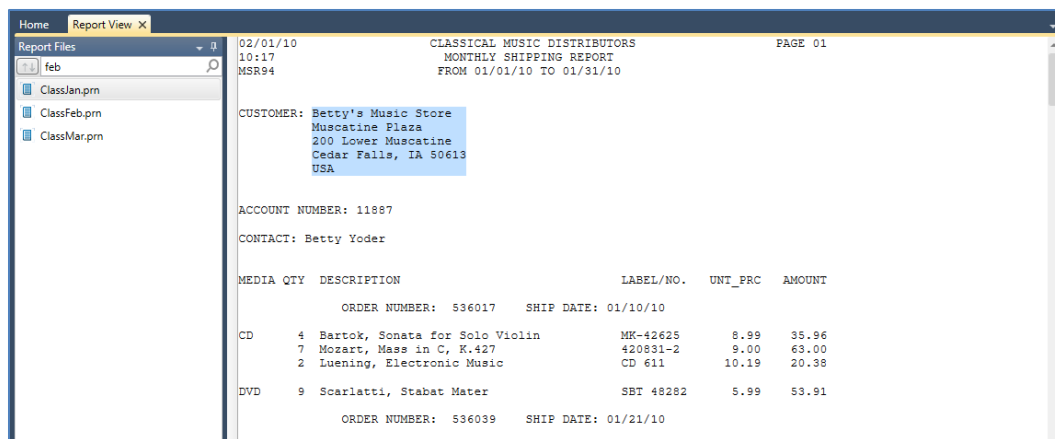 Home Report View X
Report Files
feb
ClassJan.prn
ClassFeb.prn
ClassMar.prn
02/01/10 CLASSICAL MUSIC DISTRIBUTORS PAGE 01
10:17 MONTHLY SHIPPING REPORT
MSR94 FROM 01/01/10 TO 01/31/10
CUSTOMER: Betty's Music Store
Muscatine Plaza
200 Lower Muscatine
Cedar Falls, IA 50613
USA
ACCOUNT NUMBER: 11887
CONTACT: Betty Yoder
MEDIA QTY DESCRIPTION LABEL/NO. UNT_PRC AMOUNT
ORDER NUMBER: 536017 SHIP DATE: 01/10/10
CD 4 Bartok, Sonata for Solo Violin MK-42625 8.99 35.96
7 Mozart, Mass in C, K.427 420831-2 9.00 63.00
2 Luening, Electronic Music CD 611 10.19 20.38
DVD 9 Scarlatti, Stabat Mater SBT 48282 5.99 53.91
ORDER NUMBER: 536039 SHIP DATE: 01/21/10